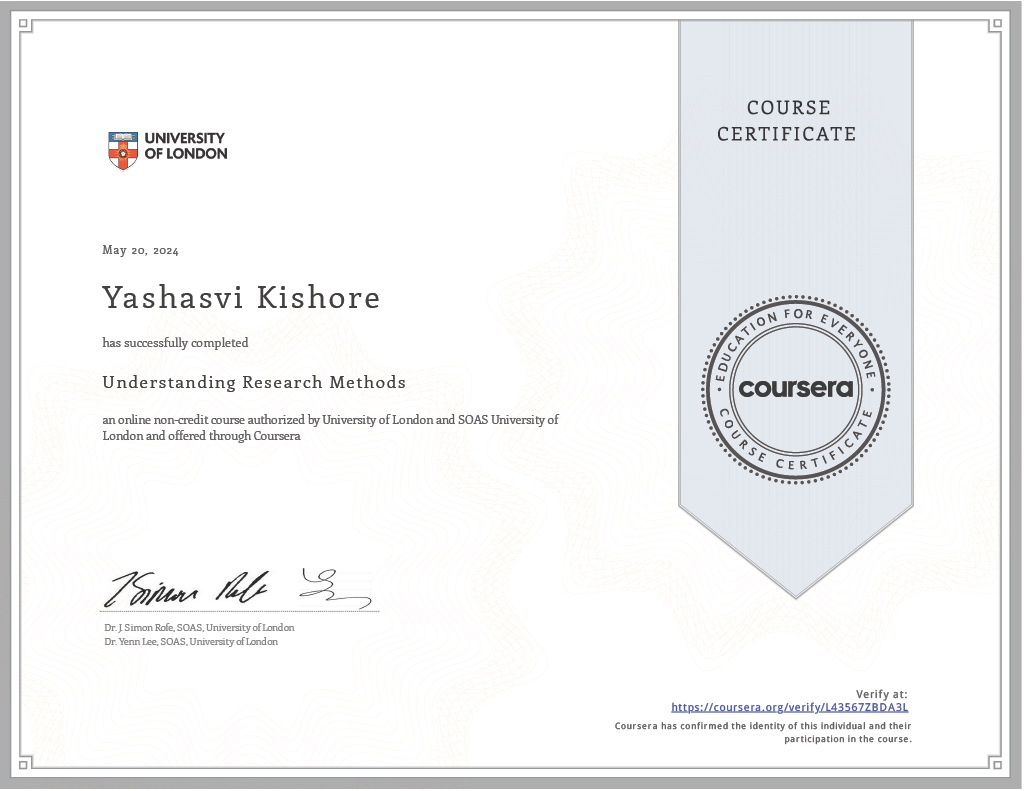 COURSE
CERTIFICATE
UNIVERSITY
OF LONDON
May 20, 2024
Yashasvi Kishore
has successfully completed
Understanding Research Methods
an online non-credit course authorized by University of London and SOAS University of
London and offered through Coursera
EDUCATION FOR EVERYONE
coursera
COURSE CERTIFICATE
J Simon Rofe
Dr. J. Simon Rofe, SOAS, University of London
Dr. Yenn Lee, SOAS, University of London
Verify at:
https://coursera.org/verify/L43567ZBDA3L
Coursera has confirmed the identity of this individual and their
participation in the course.